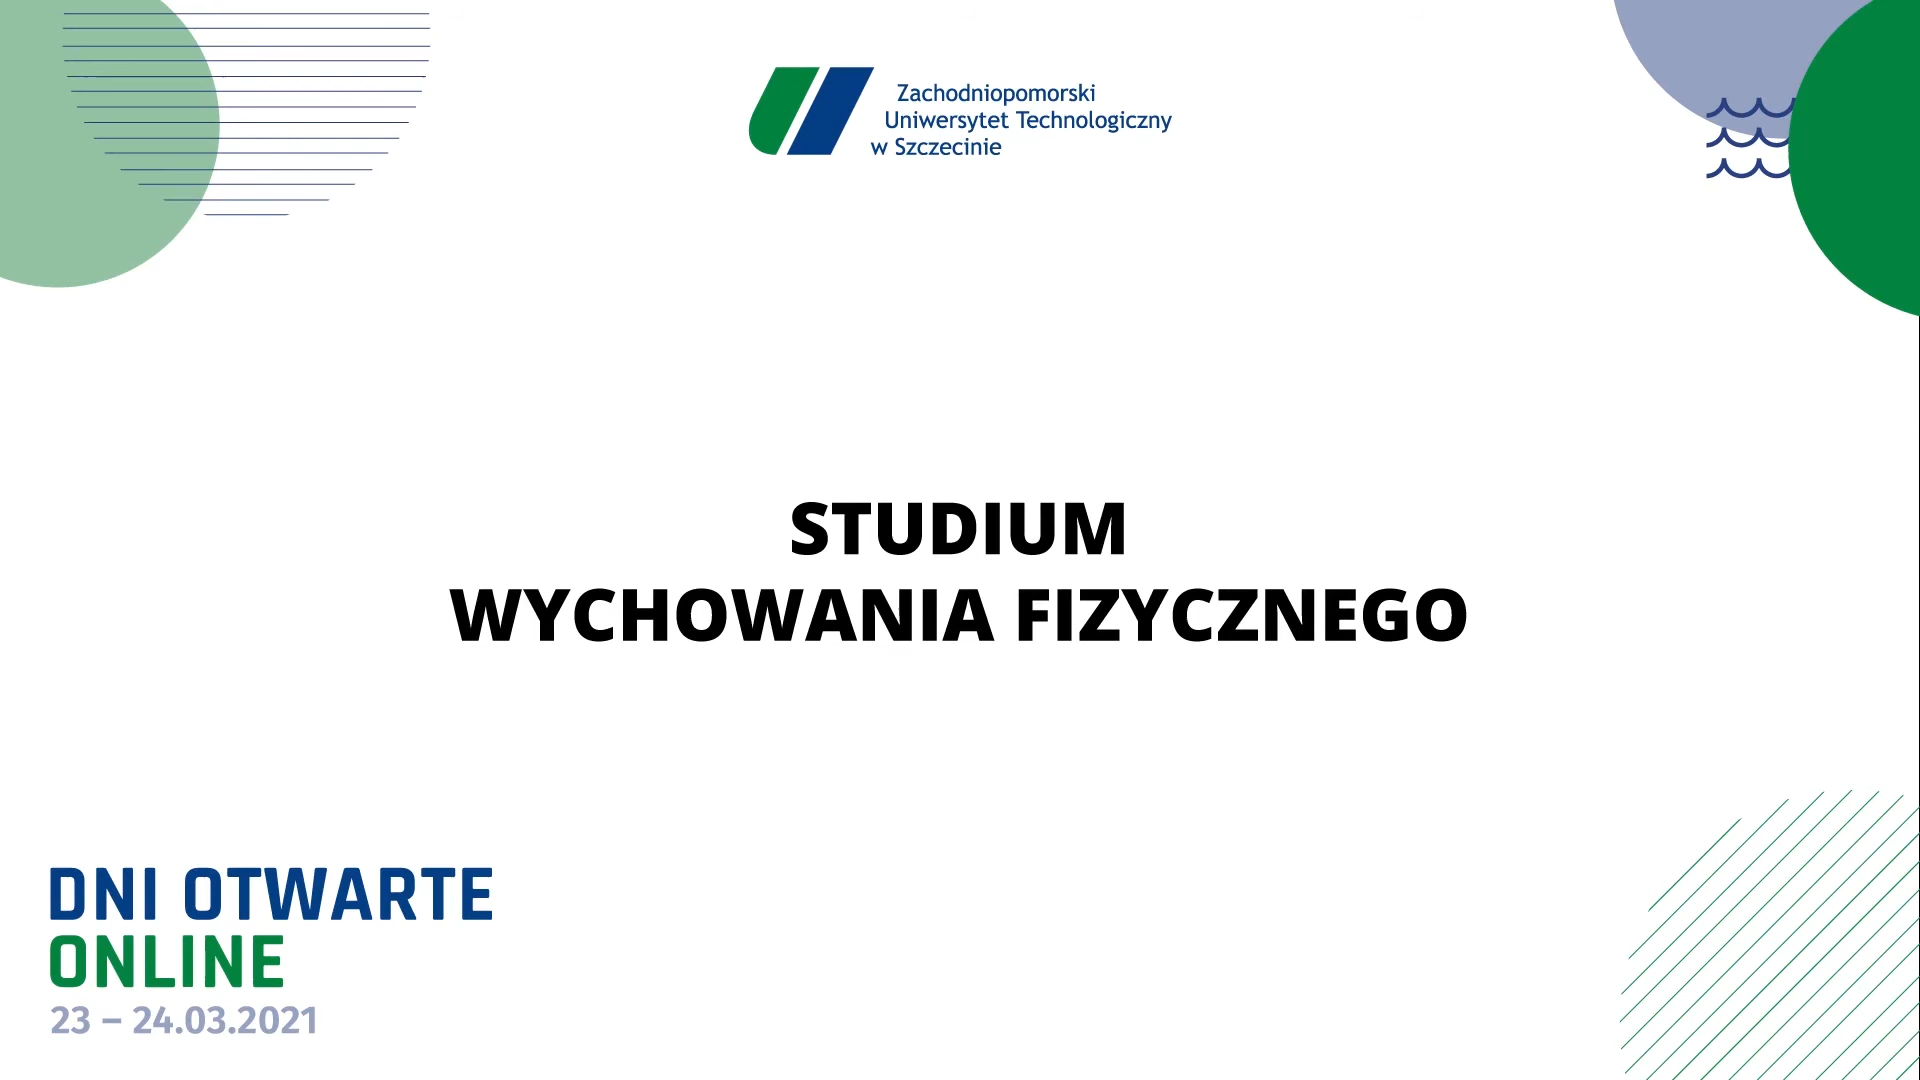 Zachodniopomorski
Uniwersytet Technologiczny
w Szczecinie
STUDIUM
WYCHOWANIA FIZYCZNEGO
DNI OTWARTE
ONLINE
23 – 24.03.2021